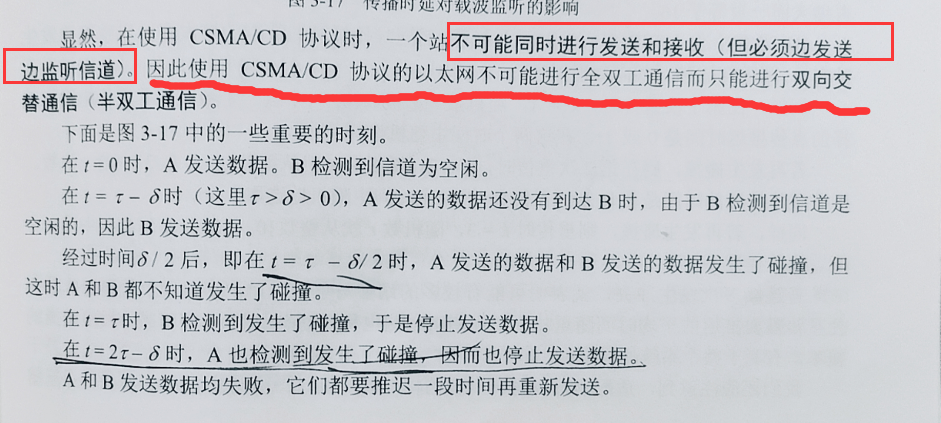 图 3-17 传播时延对载波监听的影响
显然，在使用 CSMA/CD 协议时，一个站不可能同时进行发送和接收（但必须边发送
边监听信道）。因此使用 CSMA/CD 协议的以太网不可能进行全双工通信而只能进行双向交
替通信（半双工通信）。
下面是图 3-17 中的一些重要的时刻。
在 t = 0 时，A 发送数据。B 检测到信道为空闲。
在 t = τ − δ 时（这里 τ > δ > 0），A 发送的数据还没有到达 B 时，由于 B 检测到信道是
空闲的，因此 B 发送数据。
经过时间 δ / 2 后，即在 t = τ − δ/ 2 时，A 发送的数据和 B 发送的数据发生了碰撞，但
这时 A 和 B 都不知道发生了碰撞。
在 t = τ 时，B 检测到发生了碰撞，于是停止发送数据。
在 t = 2τ − δ 时，A 也检测到发生了碰撞，因而也停止发送数据。
A 和 B 发送数据均失败，它们都要推迟一段时间再重新发送。